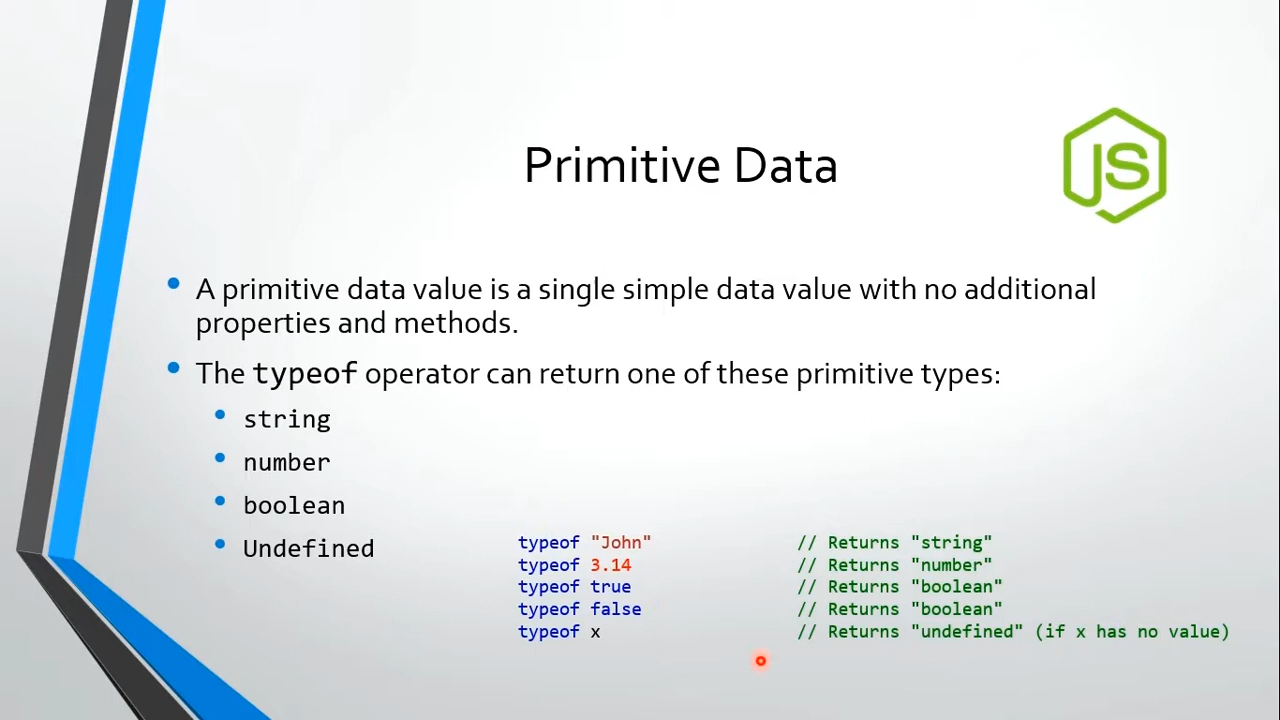 JS
Primitive Data
A primitive data value is a single simple data value with no additional
properties and methods.
The typeof operator can return one of these primitive types:
string
number
boolean
Undefined
typeof "John" // Returns "string"
typeof 3.14 // Returns "number"
typeof true // Returns "boolean"
typeof false // Returns "boolean"
typeof x // Returns "undefined" (if x has no value)